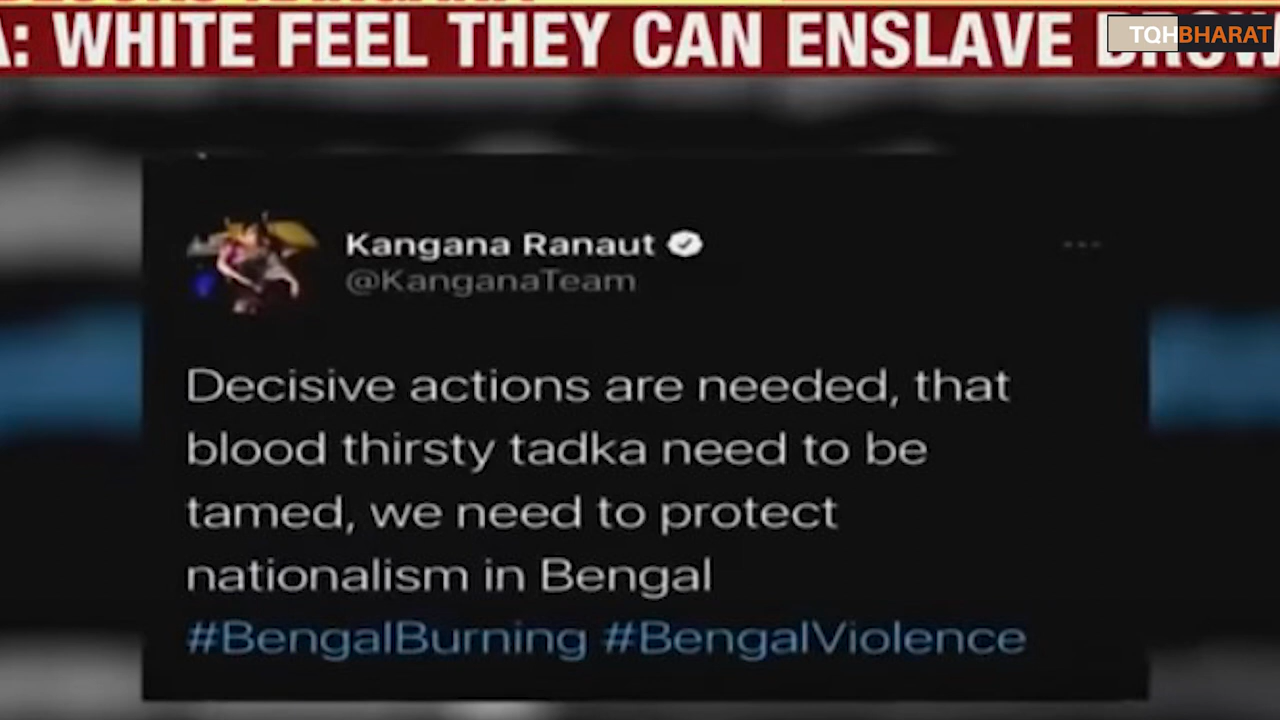 A: WHITE FEEL THEY CAN ENSLAVE
TQHBHARAT
Kangana Ranaut
@KanganaTeam
Decisive actions are needed, that
blood thirsty tadka need to be
tamed, we need to protect
nationalism in Bengal
#BengalBurning #BengalViolence